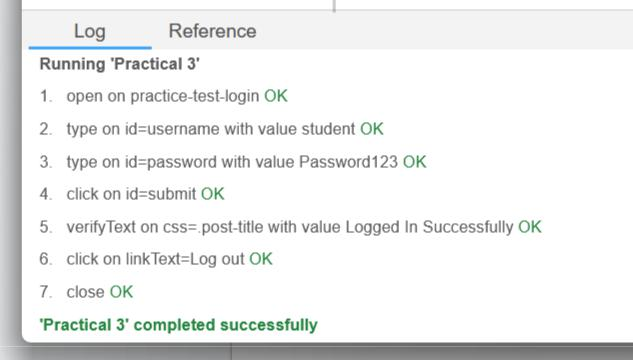 Log Reference
Running 'Practical 3'
1. open on practice-test-login OK
2. type on id=username with value student OK
3. type on id=password with value Password123 OK
4. click on id=submit OK
5. verifyText on css=.post-title with value Logged In Successfully OK
6. click on linkText=Log out OK
7. close OK
'Practical 3' completed successfully